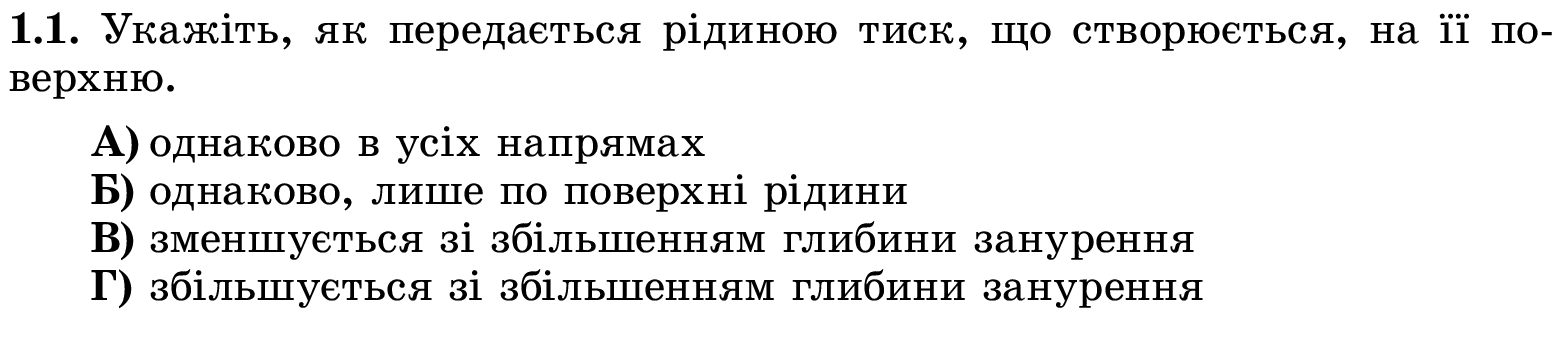 1.1. Укажіть, як передається рідиною тиск, що створюється, на її по-
верхню.
А) однаково в усіх напрямах
Б) однаково, лише по поверхні рідини
В) зменшується зі збільшенням глибини занурення
Г) збільшується зі збільшенням глибини занурення